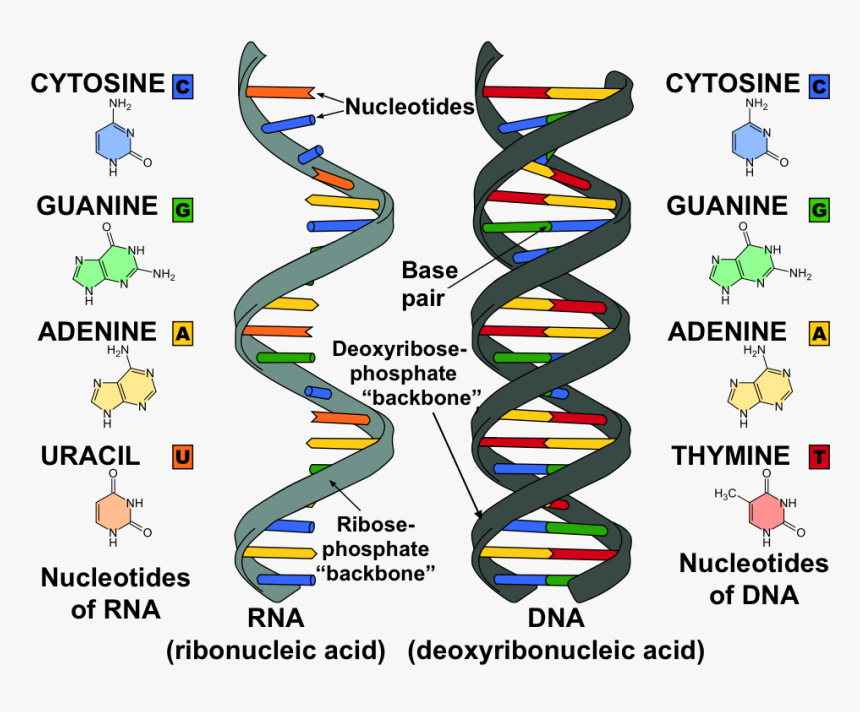 CYTOSINE C
NH₂
N
N
H
O
GUANINE G
O
N
NH
N
H
N
NH₂
ADENINE A
H₂N
N
N
N
H
N
URACIL U
O
NH
N
H
O
Nucleotides
of RNA
Nucleotides
Base
pair
Deoxyribose-
phosphate
“backbone”
Ribose-
phosphate
“backbone”
RNA
(ribonucleic acid)
DNA
(deoxyribonucleic acid)
CYTOSINE C
NH₂
N
N
H
O
GUANINE G
O
N
NH
N
H
N
NH₂
ADENINE A
H₂N
N
N
N
H
N
THYMINE T
O
H₃C
NH
N
H
O
Nucleotides
of DNA